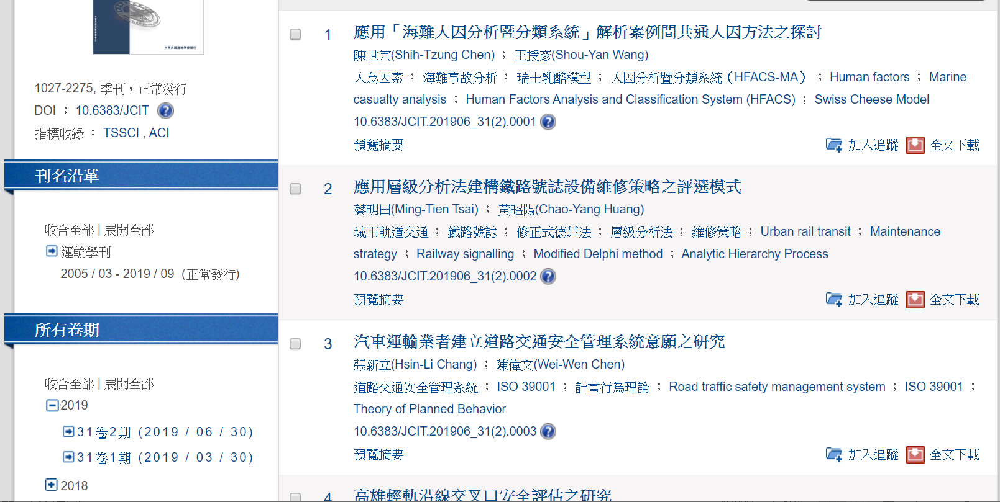 中華民國運輸學會發行
1027-2275, 季刊，正常發行
DOI ： 10.6383/JCIT
指標收錄 ： TSSCI , ACI
刊名沿革
收合全部 | 展開全部
運輸學刊
2005 / 03 - 2019 / 09 (正常發行)
所有卷期
收合全部 | 展開全部
2019
31卷2期 (2019 / 06 / 30)
31卷1期 (2019 / 03 / 30)
2018
1
應用「海難人因分析暨分類系統」解析案例間共通人因方法之探討
陳世宗(Shih-Tzung Chen) ； 王授彥(Shou-Yan Wang)
人為因素 ； 海難事故分析 ； 瑞士乳酪模型 ； 人因分析暨分類系統（HFACS-MA） ； Human factors ； Marine
casualty analysis ； Human Factors Analysis and Classification System (HFACS) ； Swiss Cheese Model
10.6383/JCIT.201906_31(2).0001
預覽摘要
加入追蹤 全文下載
2
應用層級分析法建構鐵路號誌設備維修策略之評選模式
蔡明田(Ming-Tien Tsai) ； 黃昭陽(Chao-Yang Huang)
城市軌道交通 ； 鐵路號誌 ； 修正式德菲法 ； 層級分析法 ； 維修策略 ； Urban rail transit ； Maintenance
strategy ； Railway signalling ； Modified Delphi method ； Analytic Hierarchy Process
10.6383/JCIT.201906_31(2).0002
預覽摘要
加入追蹤 全文下載
3
汽車運輸業者建立道路交通安全管理系統意願之研究
張新立(Hsin-Li Chang) ； 陳偉文(Wei-Wen Chen)
道路交通安全管理系統 ； ISO 39001 ； 計畫行為理論 ； Road traffic safety management system ； ISO 39001 ；
Theory of Planned Behavior
10.6383/JCIT.201906_31(2).0003
預覽摘要
加入追蹤 全文下載
4
高雄輕軌沿線交叉口安全評估之研究